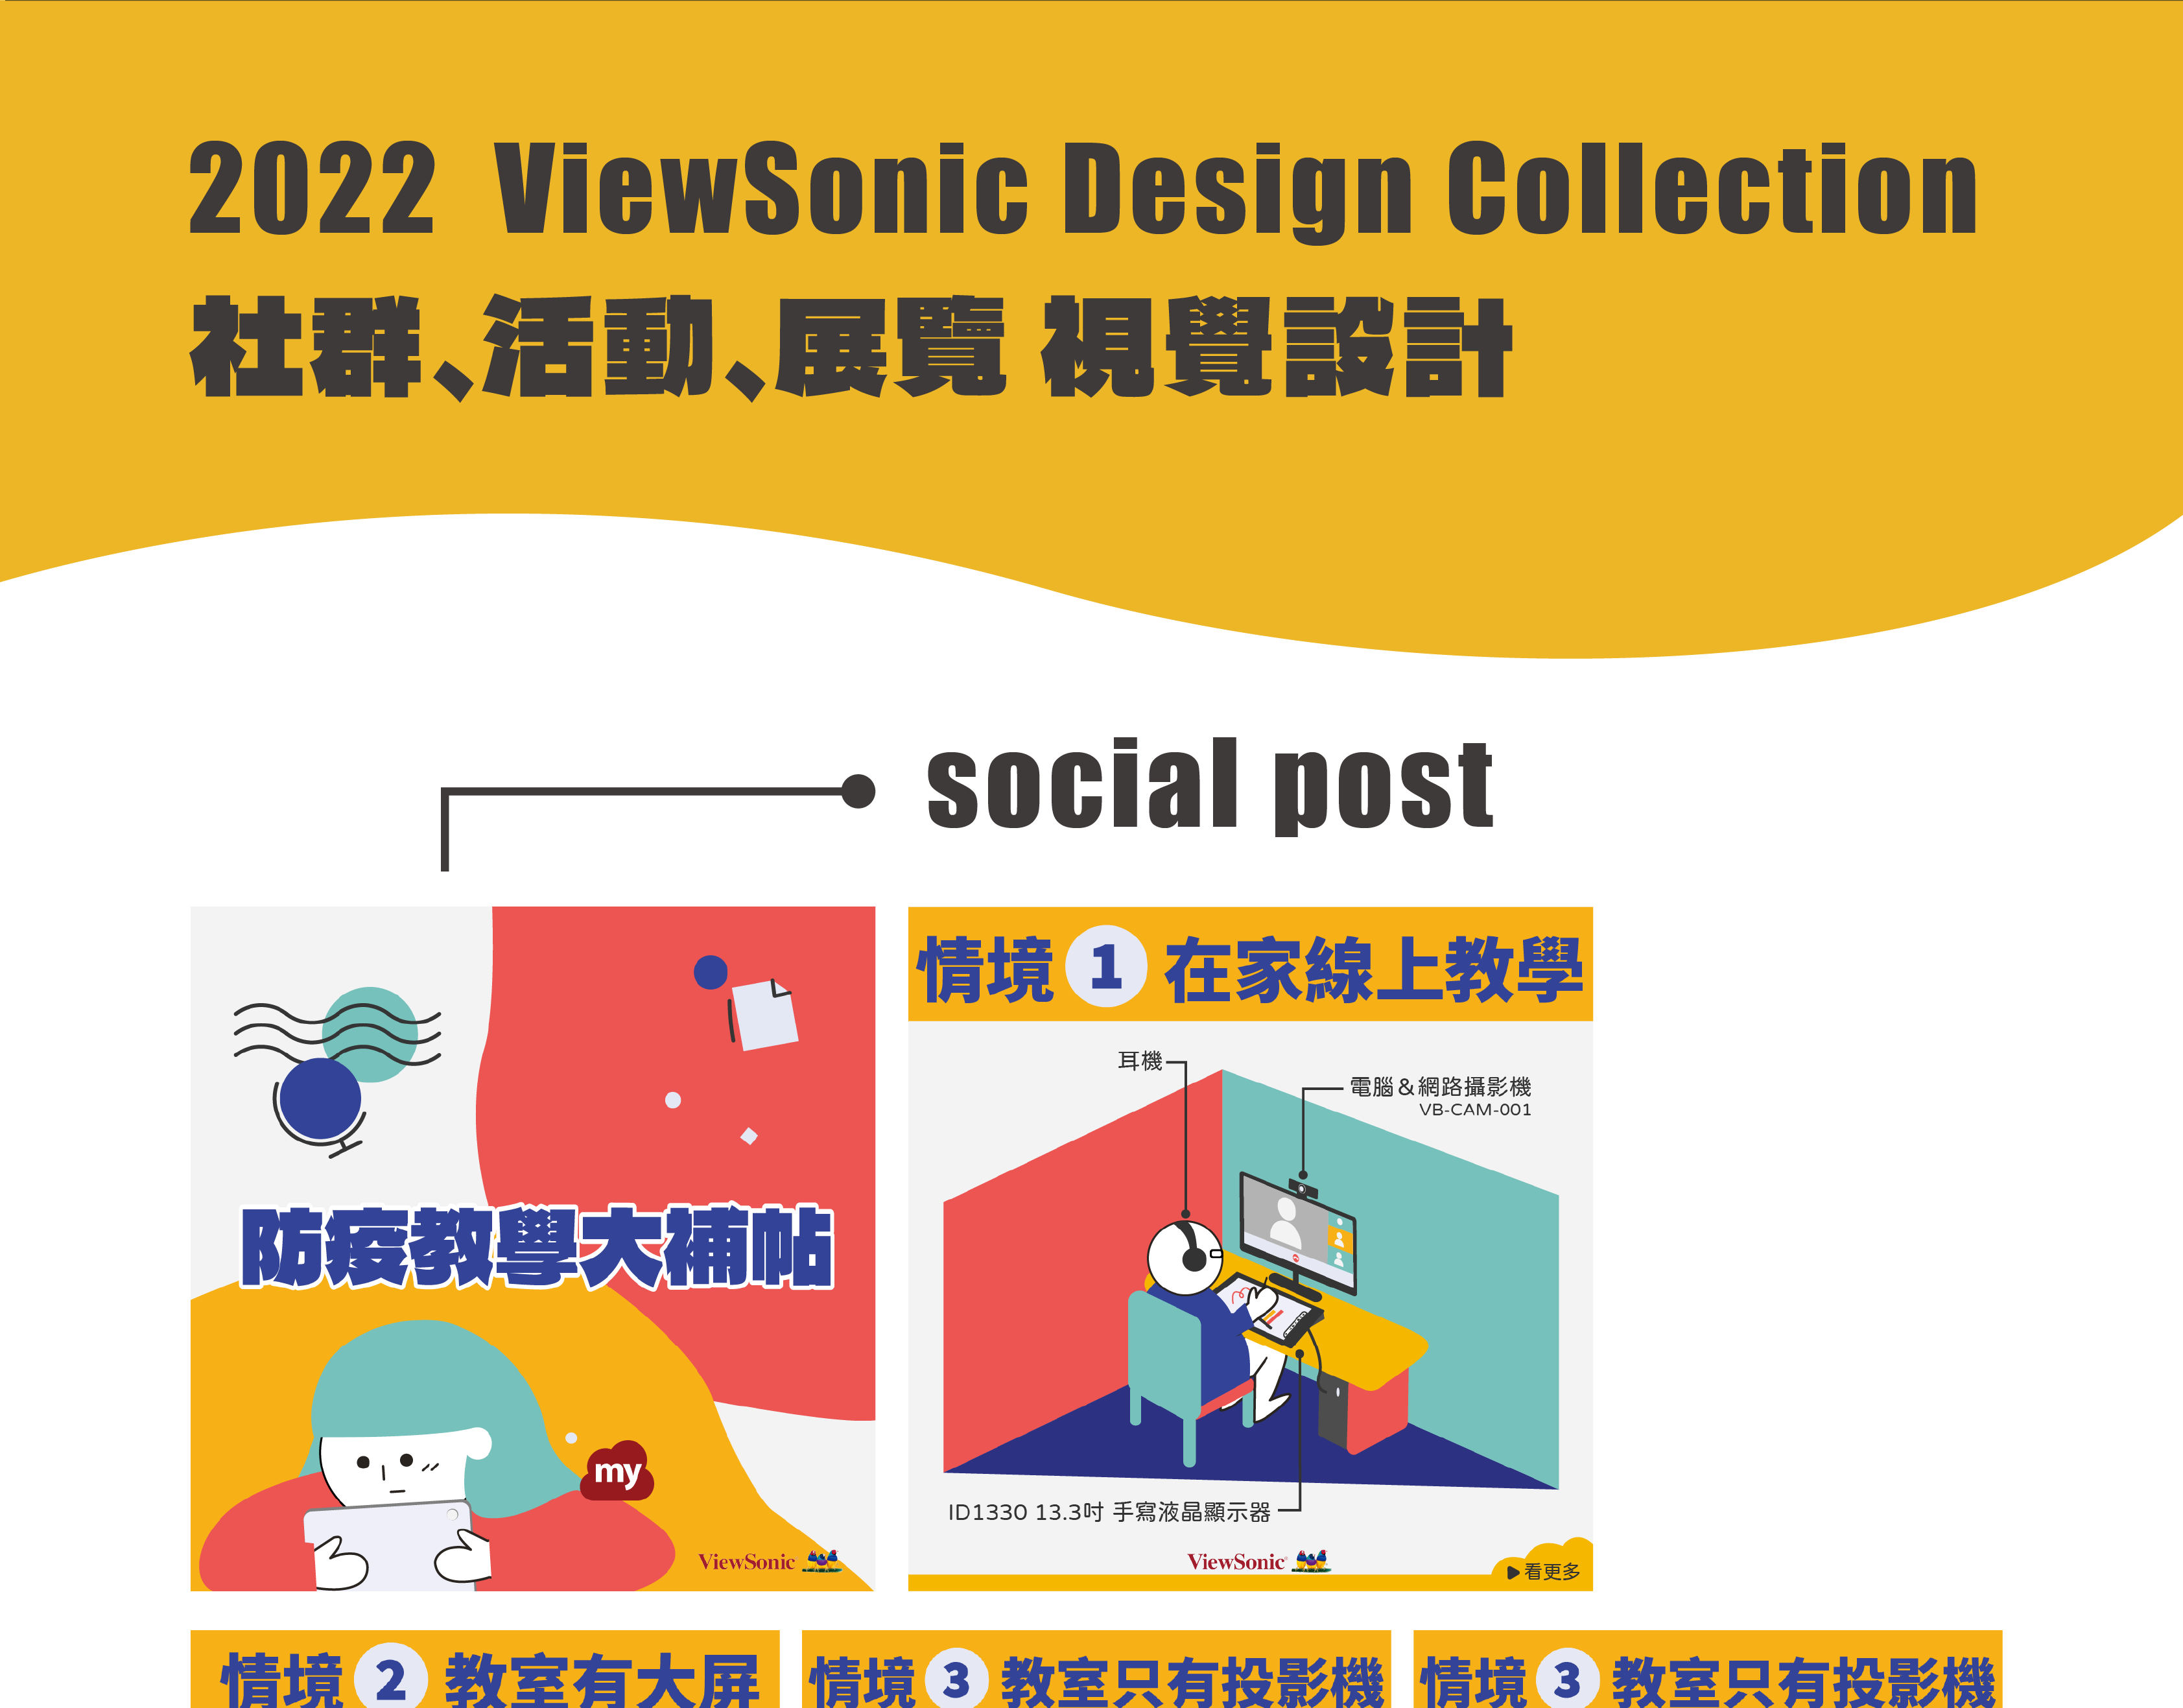 2022 ViewSonic Design Collection
社群、活動、展覽 視覺設計
social post
防疫教學大補帖
my
ViewSonic
情境 1 在家線上教學
耳機
電腦&網路攝影機
VB-CAM-001
ID1330 13.3吋 手寫液晶顯示器
ViewSonic
看更多
情境 2 教室有大屏
情境 3 教室只有投影機
情境 3 教室只有投影機